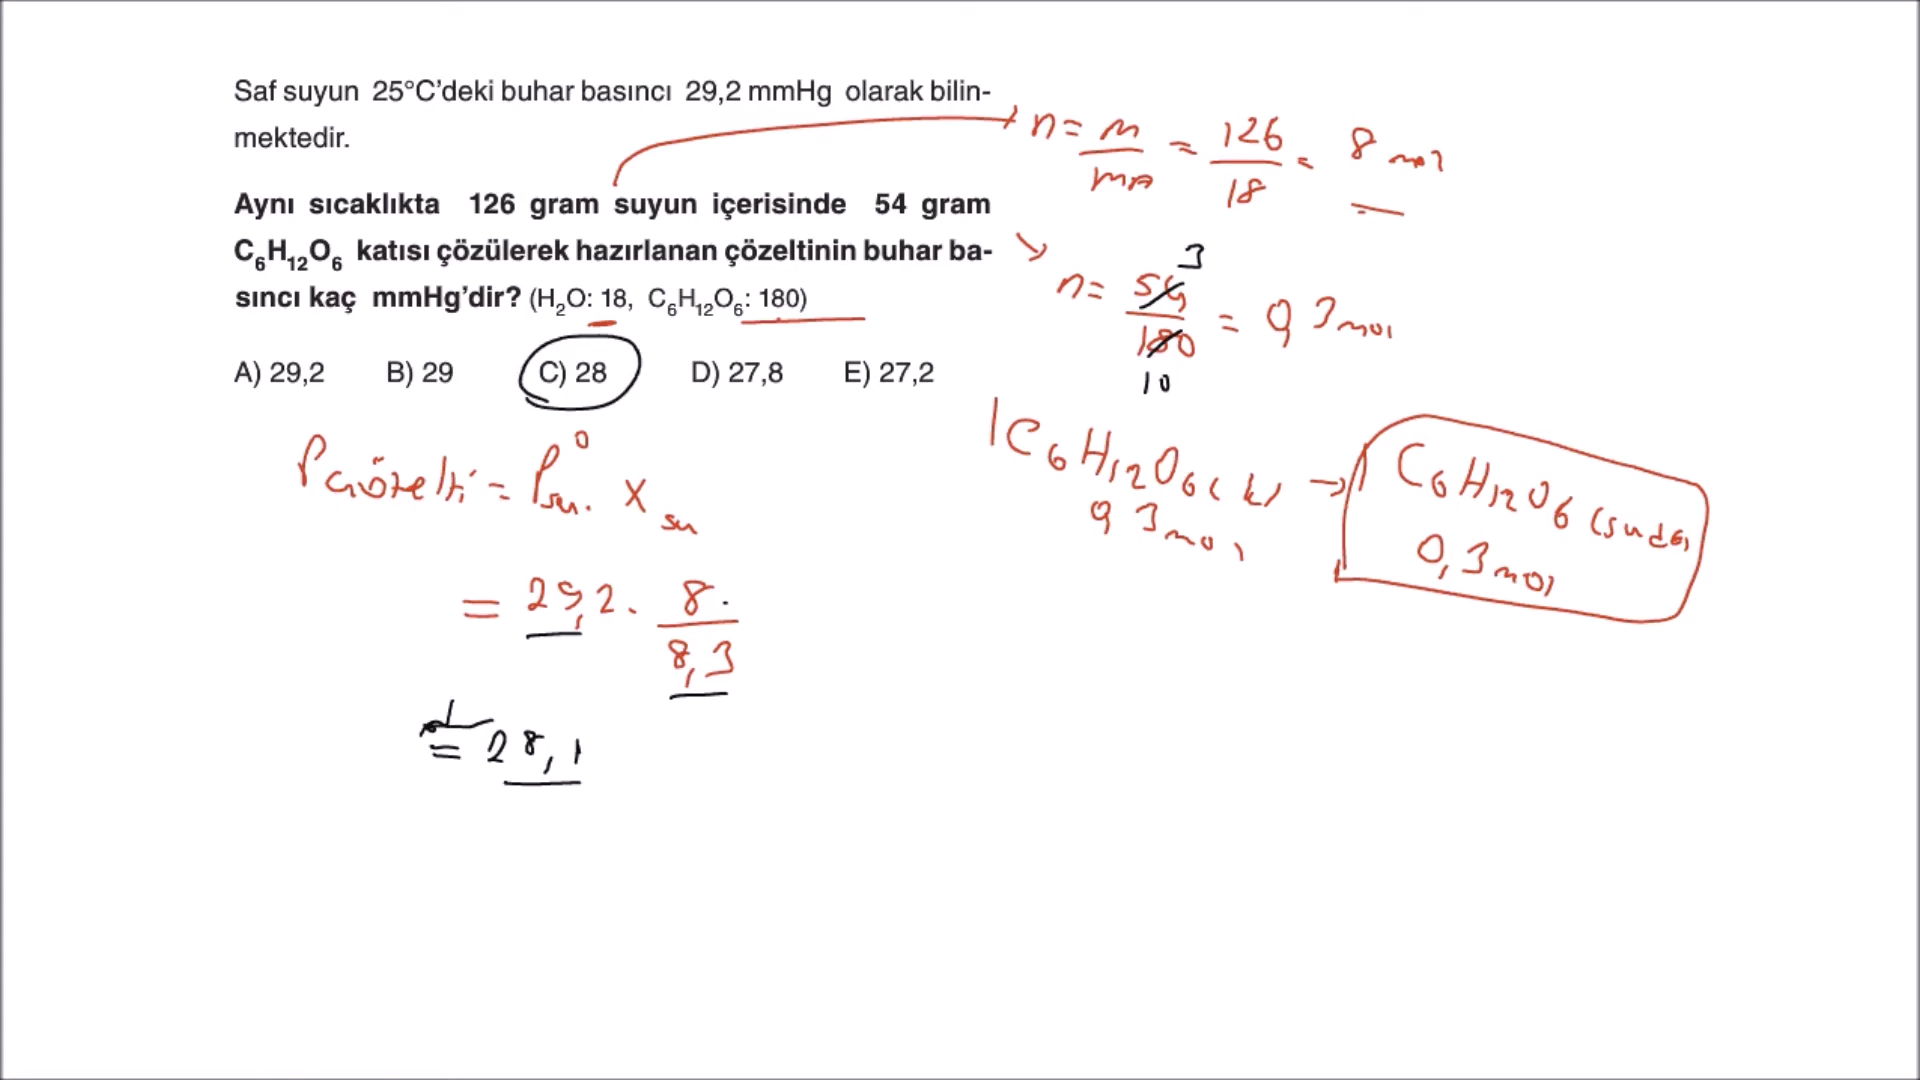 Saf suyun 25°C'deki buhar basıncı 29,2 mmHg olarak bilin-
mektedir.
Aynı sıcaklıkta 126 gram suyun içerisinde 54 gram
C₆H₁₂O₆ katısı çözülerek hazırlanan çözeltinin buhar ba-
sıncı kaç mmHg'dir? (H₂O: 18, C₆H₁₂O₆: 180)
A) 29,2 B) 29 C) 28 D) 27,8 E) 27,2
n = m/mA = 126/18 = 8 mol
n = 54/180 = 0,3 mol
3
10
1C₆H₁₂O₆(k) → 1C₆H₁₂O₆(suda)
0,3 mol 0,3 mol
Pçözelti = P⁰su . Xsu
= 29,2 . 8/8,3
= 28,1